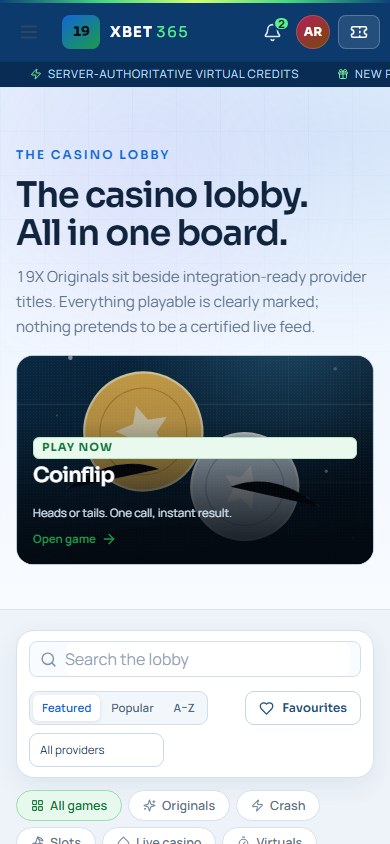 19 XBET 365 2 AR
SERVER-AUTHORITATIVE VIRTUAL CREDITS NEW
THE CASINO LOBBY
The casino lobby.
All in one board.
19X Originals sit beside integration-ready provider
titles. Everything playable is clearly marked;
nothing pretends to be a certified live feed.
PLAY NOW
Coinflip
Heads or tails. One call, instant result.
Open game
Search the lobby
Featured Popular A–Z Favourites
All providers
All games Originals Crash
Slots Live casino Virtuals